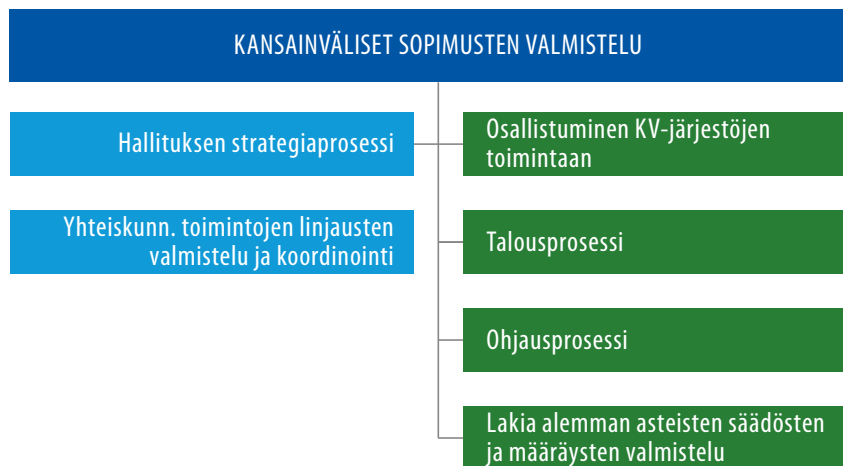 KANSAINVÄLISET SOPIMUSTEN VALMISTELU
Hallituksen strategiaprosessi
Osallistuminen KV-järjestöjen
toimintaan
Yhteiskunn. toimintojen linjausten
valmistelu ja koordinointi
Talousprosessi
Ohjausprosessi
Lakia alemman asteisten säädösten
ja määräysten valmistelu